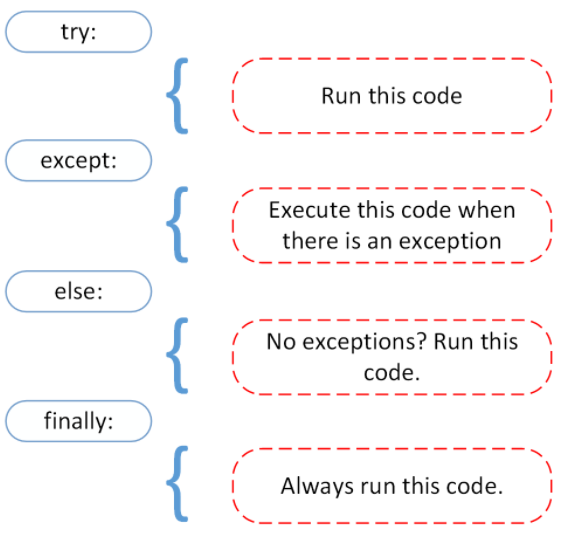 try:
Run this code
except:
Execute this code when
there is an exception
else:
No exceptions? Run this
code.
finally:
Always run this code.